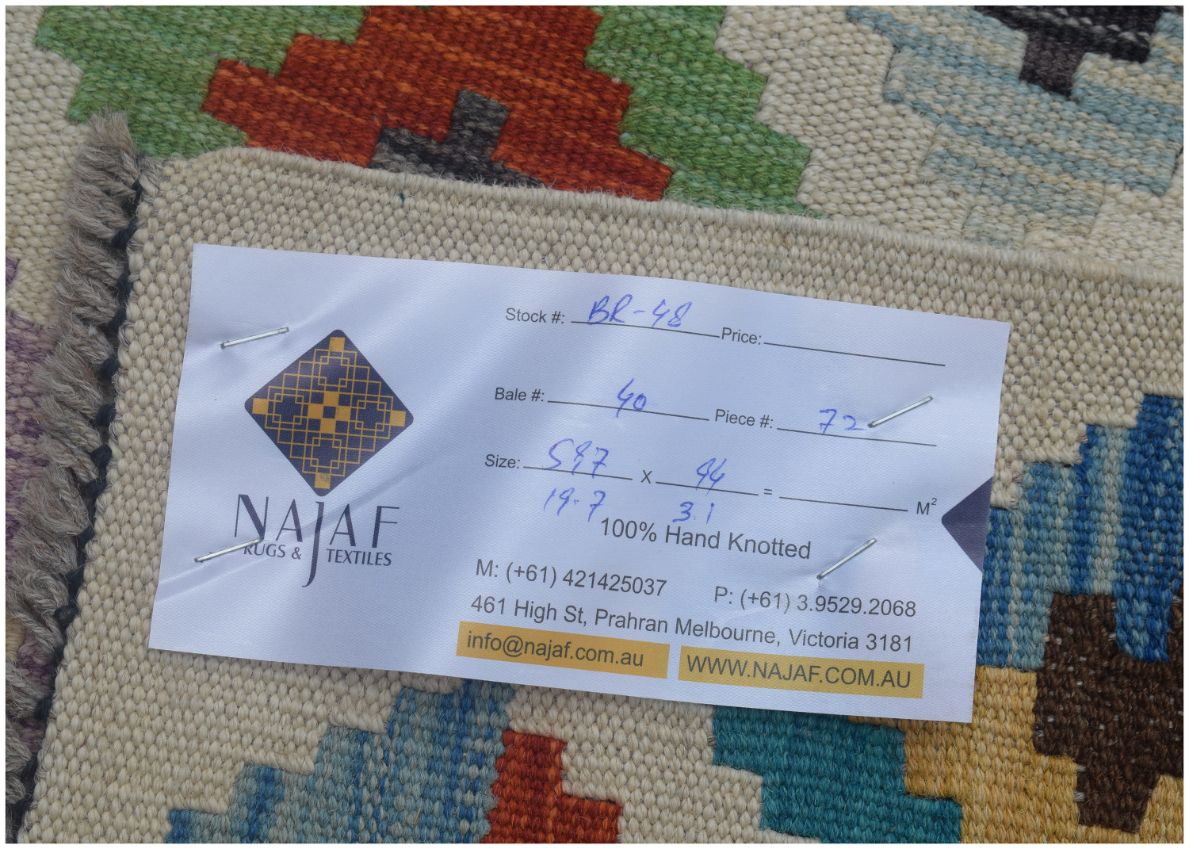 Stock #: BR-48 Price:
Bale #: 40 Piece #: 72
Size: 597 X 94 = M²
19.7 3.1
100% Hand Knotted
NAJAF
RUGS & TEXTILES
M: (+61) 421425037 P: (+61) 3.9529.2068
461 High St, Prahran Melbourne, Victoria 3181
info@najaf.com.au WWW.NAJAF.COM.AU